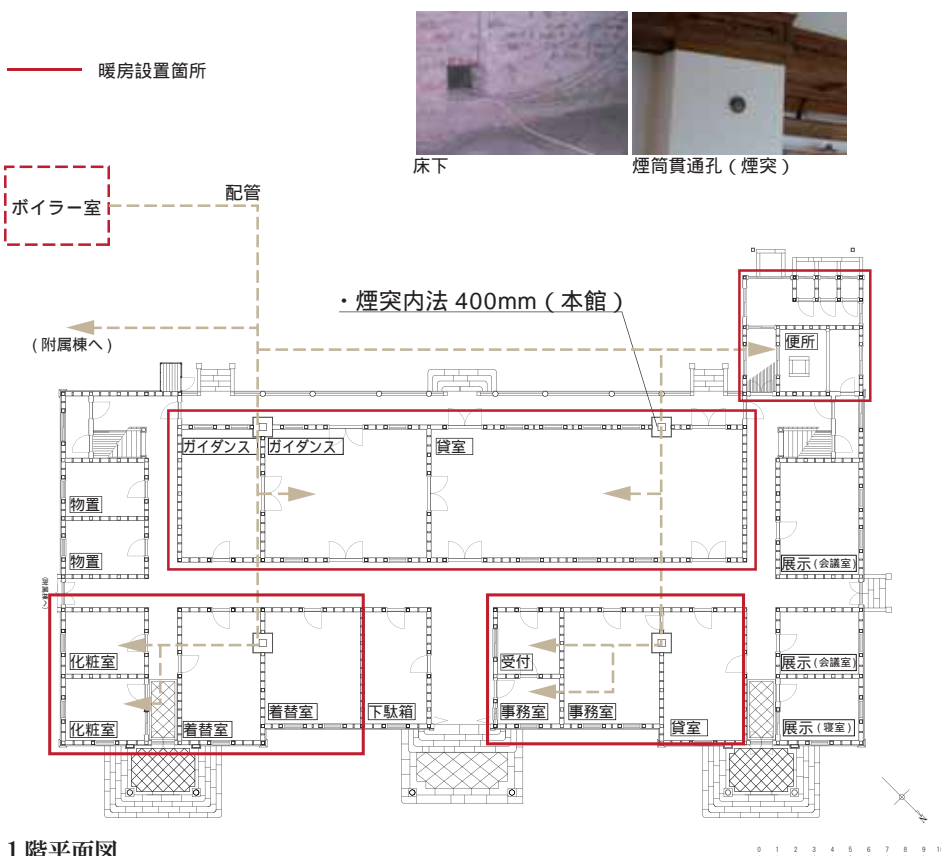 暖房設置箇所
床下
煙筒貫通孔（煙突）
ボイラー室
配管
・煙突内法 400mm（本館）
(附属棟へ)
便所
ガイダンス
ガイダンス
貸室
物置
物置
展示(会議室)
(附属棟へ)
化粧室
受付
展示(会議室)
化粧室
着替室
着替室
下駄箱
事務室
事務室
貸室
展示(寝室)
N
1階平面図
0 1 2 3 4 5 6 7 8 9 10